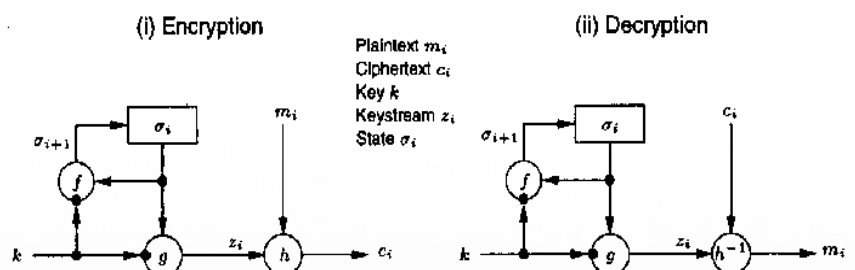 (i) Encryption
(ii) Decryption
Plaintext m_i
Ciphertext c_i
Key k
Keystream z_i
State σ_i
σ_i
m_i
σ_{i+1}
f
k
g
z_i
h
c_i
σ_i
c_i
σ_{i+1}
f
k
g
z_i
h^{-1}
m_i